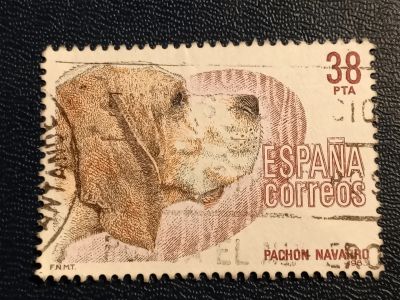 38
PTA
ESPAÑA
correos
PACHON NAVARRO
F.N.M.T.